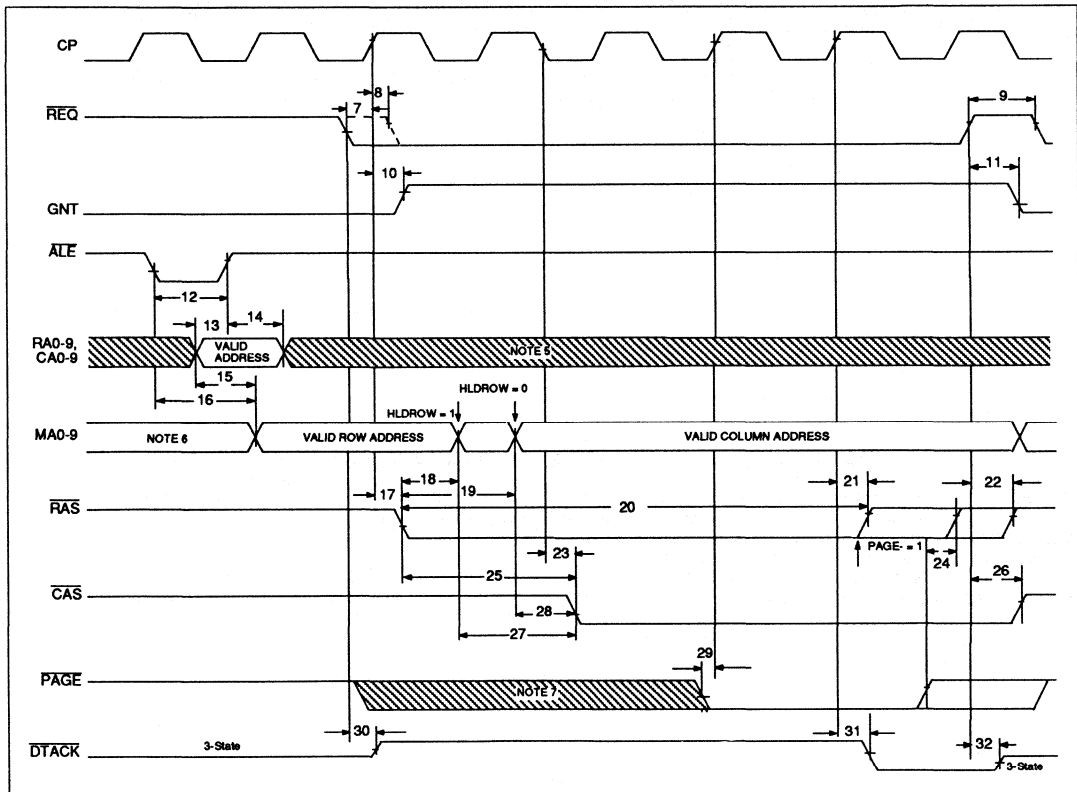 CP
REQ
8
7
9
10
11
GNT
ALE
12
13
14
RA0-9,
CA0-9
VALID
ADDRESS
NOTE 5
15
16
HLDROW = 0
HLDROW = 1
MA0-9
NOTE 6
VALID ROW ADDRESS
VALID COLUMN ADDRESS
18
17
19
21
22
20
RAS
PAGE- = 1
23
24
25
26
CAS
28
27
29
PAGE
NOTE 7
30
31
32
DTACK
3-State
3-State